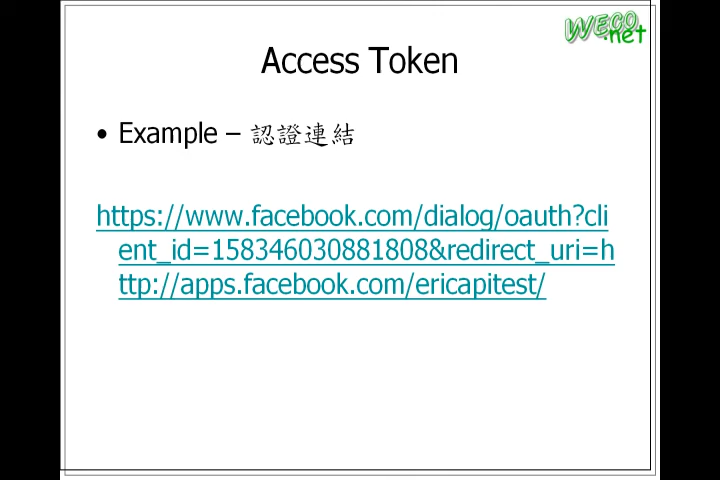 WECO.net
Access Token
• Example – 認證連結
https://www.facebook.com/dialog/oauth?cli
ent_id=158346030881808&redirect_uri=h
ttp://apps.facebook.com/ericapitest/